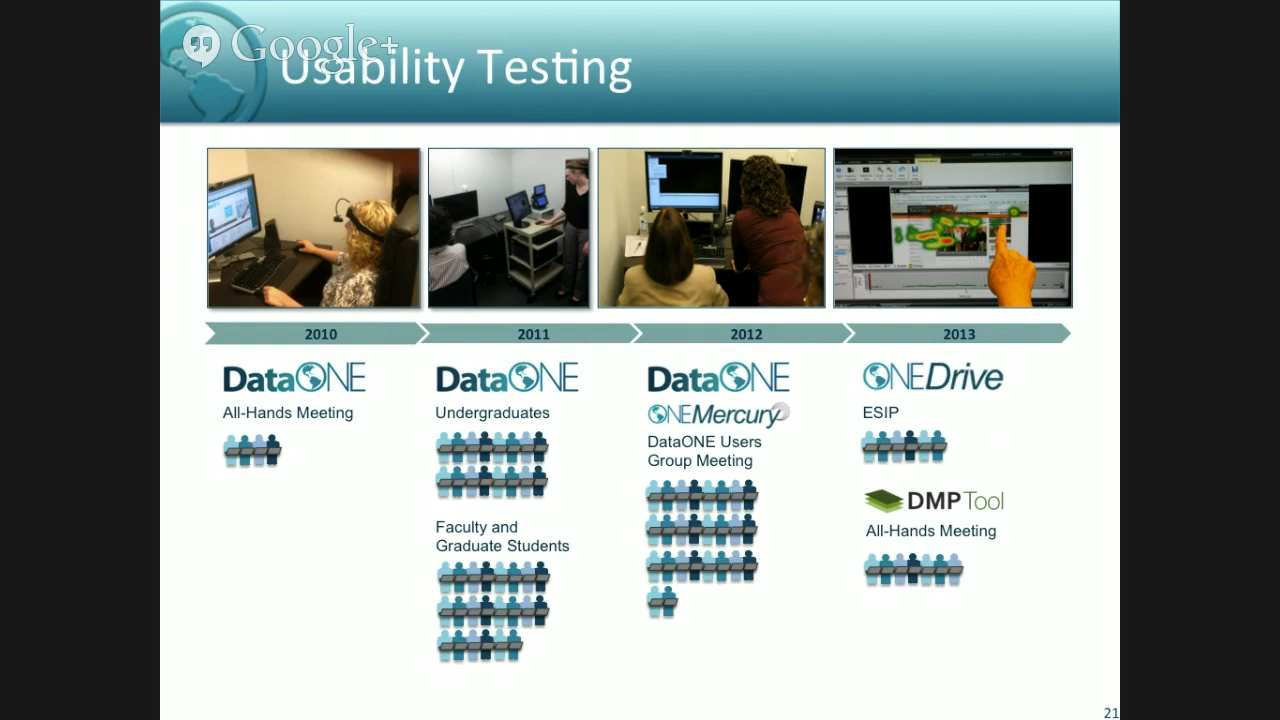 Google+
Usability Testing
2010
2011
2012
2013
DataONE
All-Hands Meeting
DataONE
Undergraduates
Faculty and
Graduate Students
DataONE
ONEMercury
DataONE Users
Group Meeting
ONEDrive
ESIP
DMPTool
All-Hands Meeting
21